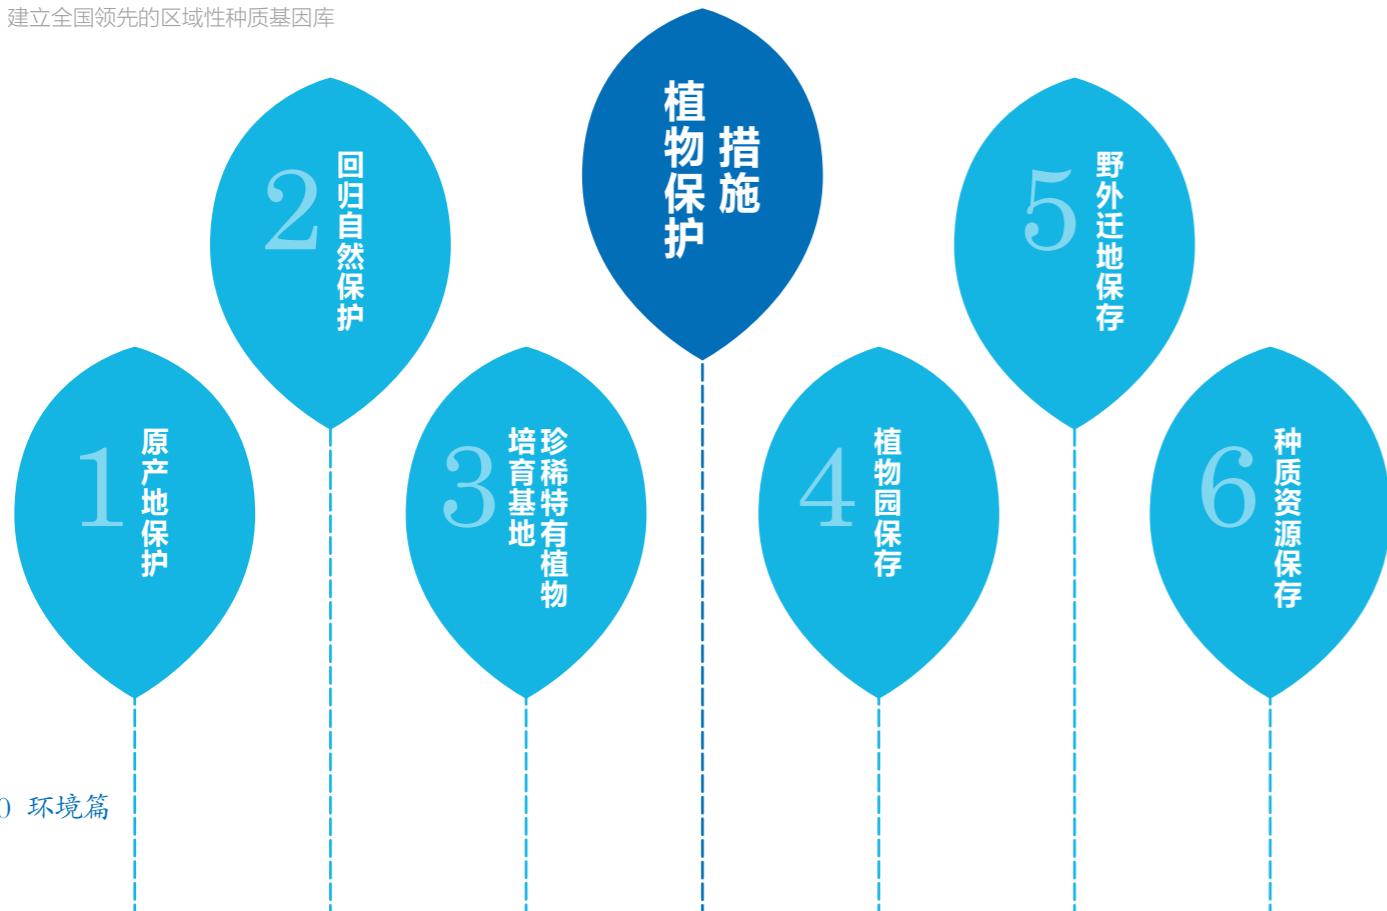 建立全国领先的区域性种质基因库
植物保护
措施
1
原产地保护
2
回归自然保护
3
珍稀特有植物
培育基地
4
植物园保存
5
野外迁地保存
6
种质资源保存
0 环境篇